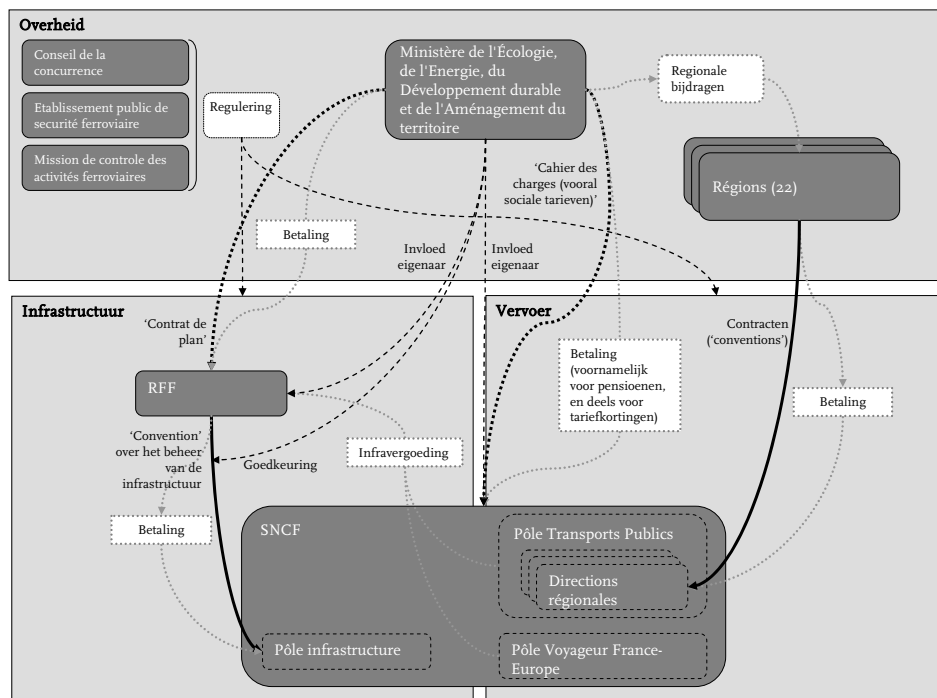 Overheid
Conseil de la
concurrence
Etablissement public de
securité ferroviaire
Mission de controle des
activités ferroviaires
Regulering
Ministère de l'Écologie,
de l'Energie, du
Développement durable
et de l'Aménagement du
territoire
Regionale
bijdragen
Régions (22)
‘Cahier des
charges (vooral
sociale tarieven)’
Betaling
Invloed
eigenaar
Invloed
eigenaar
Infrastructuur
Vervoer
‘Contrat de
plan’
Contracten
(‘conventions’)
RFF
Betaling
(voornamelijk
voor pensioenen,
en deels voor
tariefkortingen)
Betaling
‘Convention’
over het beheer
van de
infrastructuur
Goedkeuring
Infravergoeding
Betaling
SNCF
Pôle Transports Publics
Directions
régionales
Pôle infrastructure
Pôle Voyageur France-
Europe